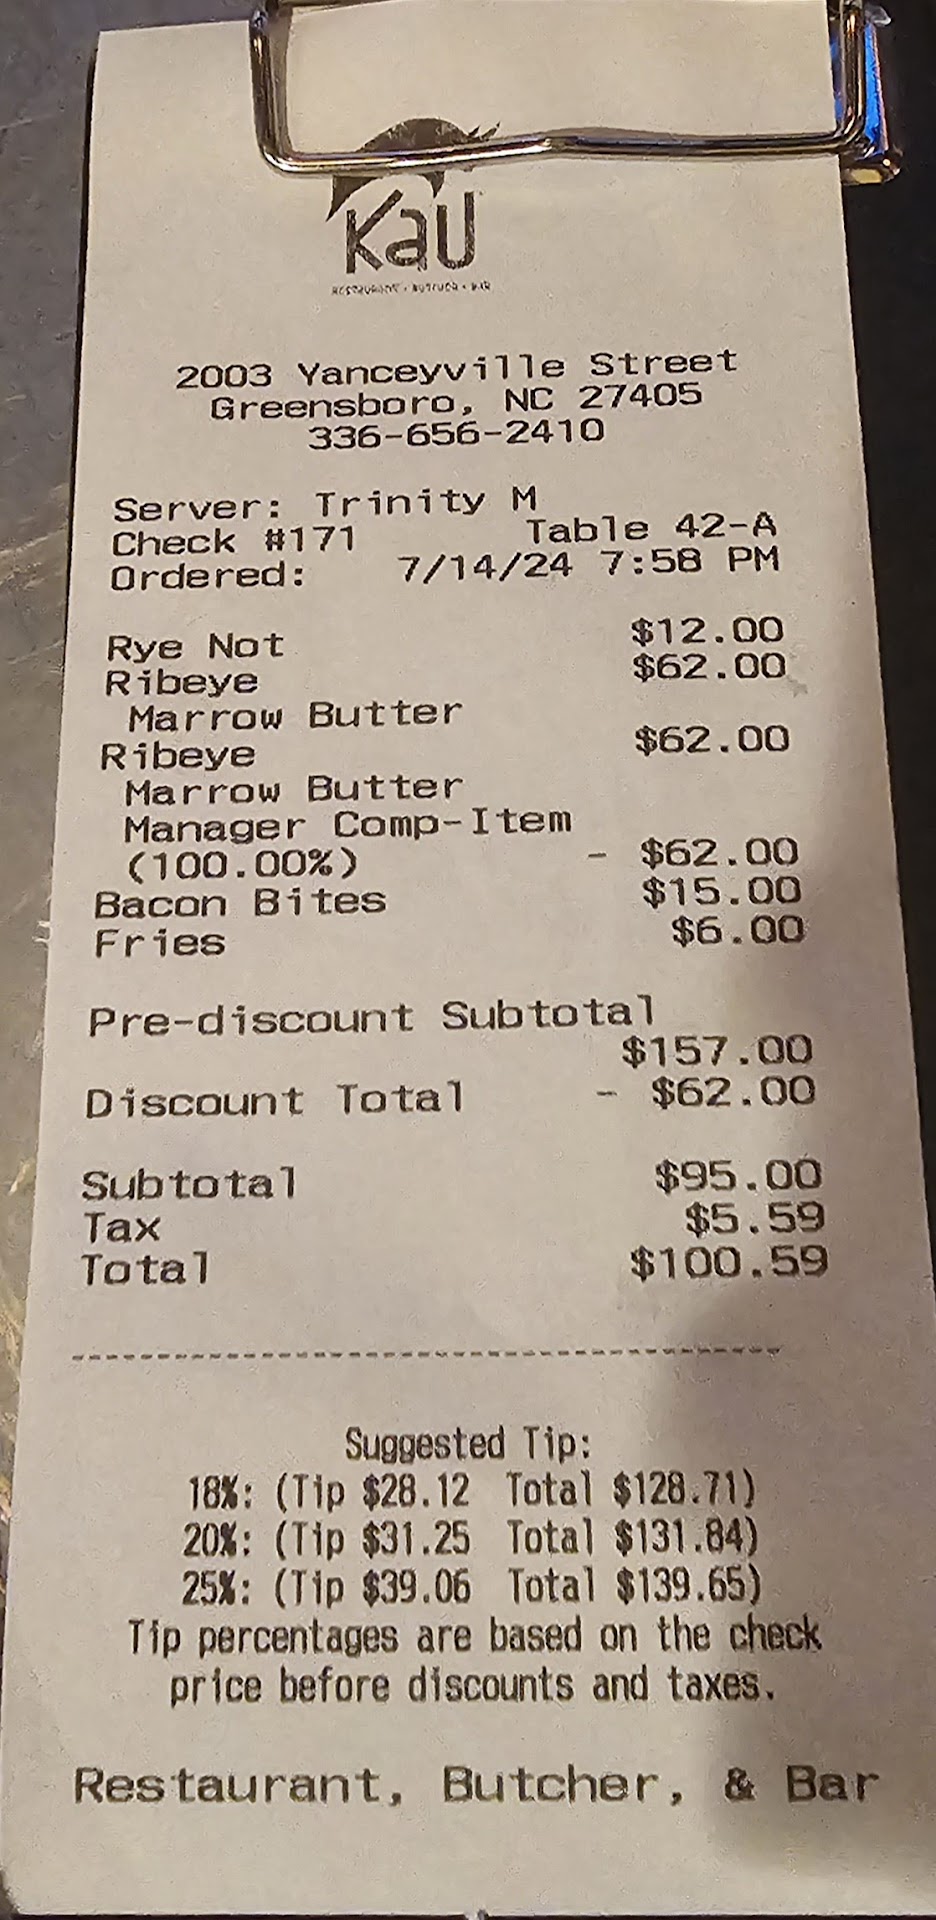 KaU
RESTAURANT • BUTCHER • BAR
2003 Yanceyville Street
Greensboro, NC 27405
336-656-2410
Server: Trinity M
Check #171 Table 42-A
Ordered: 7/14/24 7:58 PM
Rye Not $12.00
Ribeye $62.00
Marrow Butter
Ribeye $62.00
Marrow Butter
Manager Comp-Item
(100.00%) - $62.00
Bacon Bites $15.00
Fries $6.00
Pre-discount Subtotal
$157.00
Discount Total - $62.00
Subtotal $95.00
Tax $5.59
Total $100.59
Suggested Tip:
18%: (Tip $28.12 Total $128.71)
20%: (Tip $31.25 Total $131.84)
25%: (Tip $39.06 Total $139.65)
Tip percentages are based on the check
price before discounts and taxes.
Restaurant, Butcher, & Bar